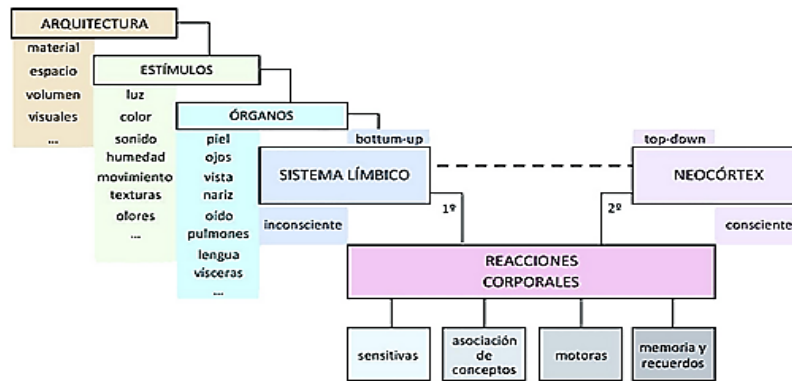 ARQUITECTURA
material
espacio
volumen
visuales
...
ESTÍMULOS
luz
color
sonido
humedad
movimiento
texturas
olores
...
ÓRGANOS
piel
ojos
vista
nariz
oído
pulmones
lengua
vísceras
...
bottum-up
SISTEMA LÍMBICO
inconsciente
top-down
NEOCÓRTEX
consciente
1º
2º
REACCIONES
CORPORALES
sensitivas
asociación
de
conceptos
motoras
memoria y
recuerdos